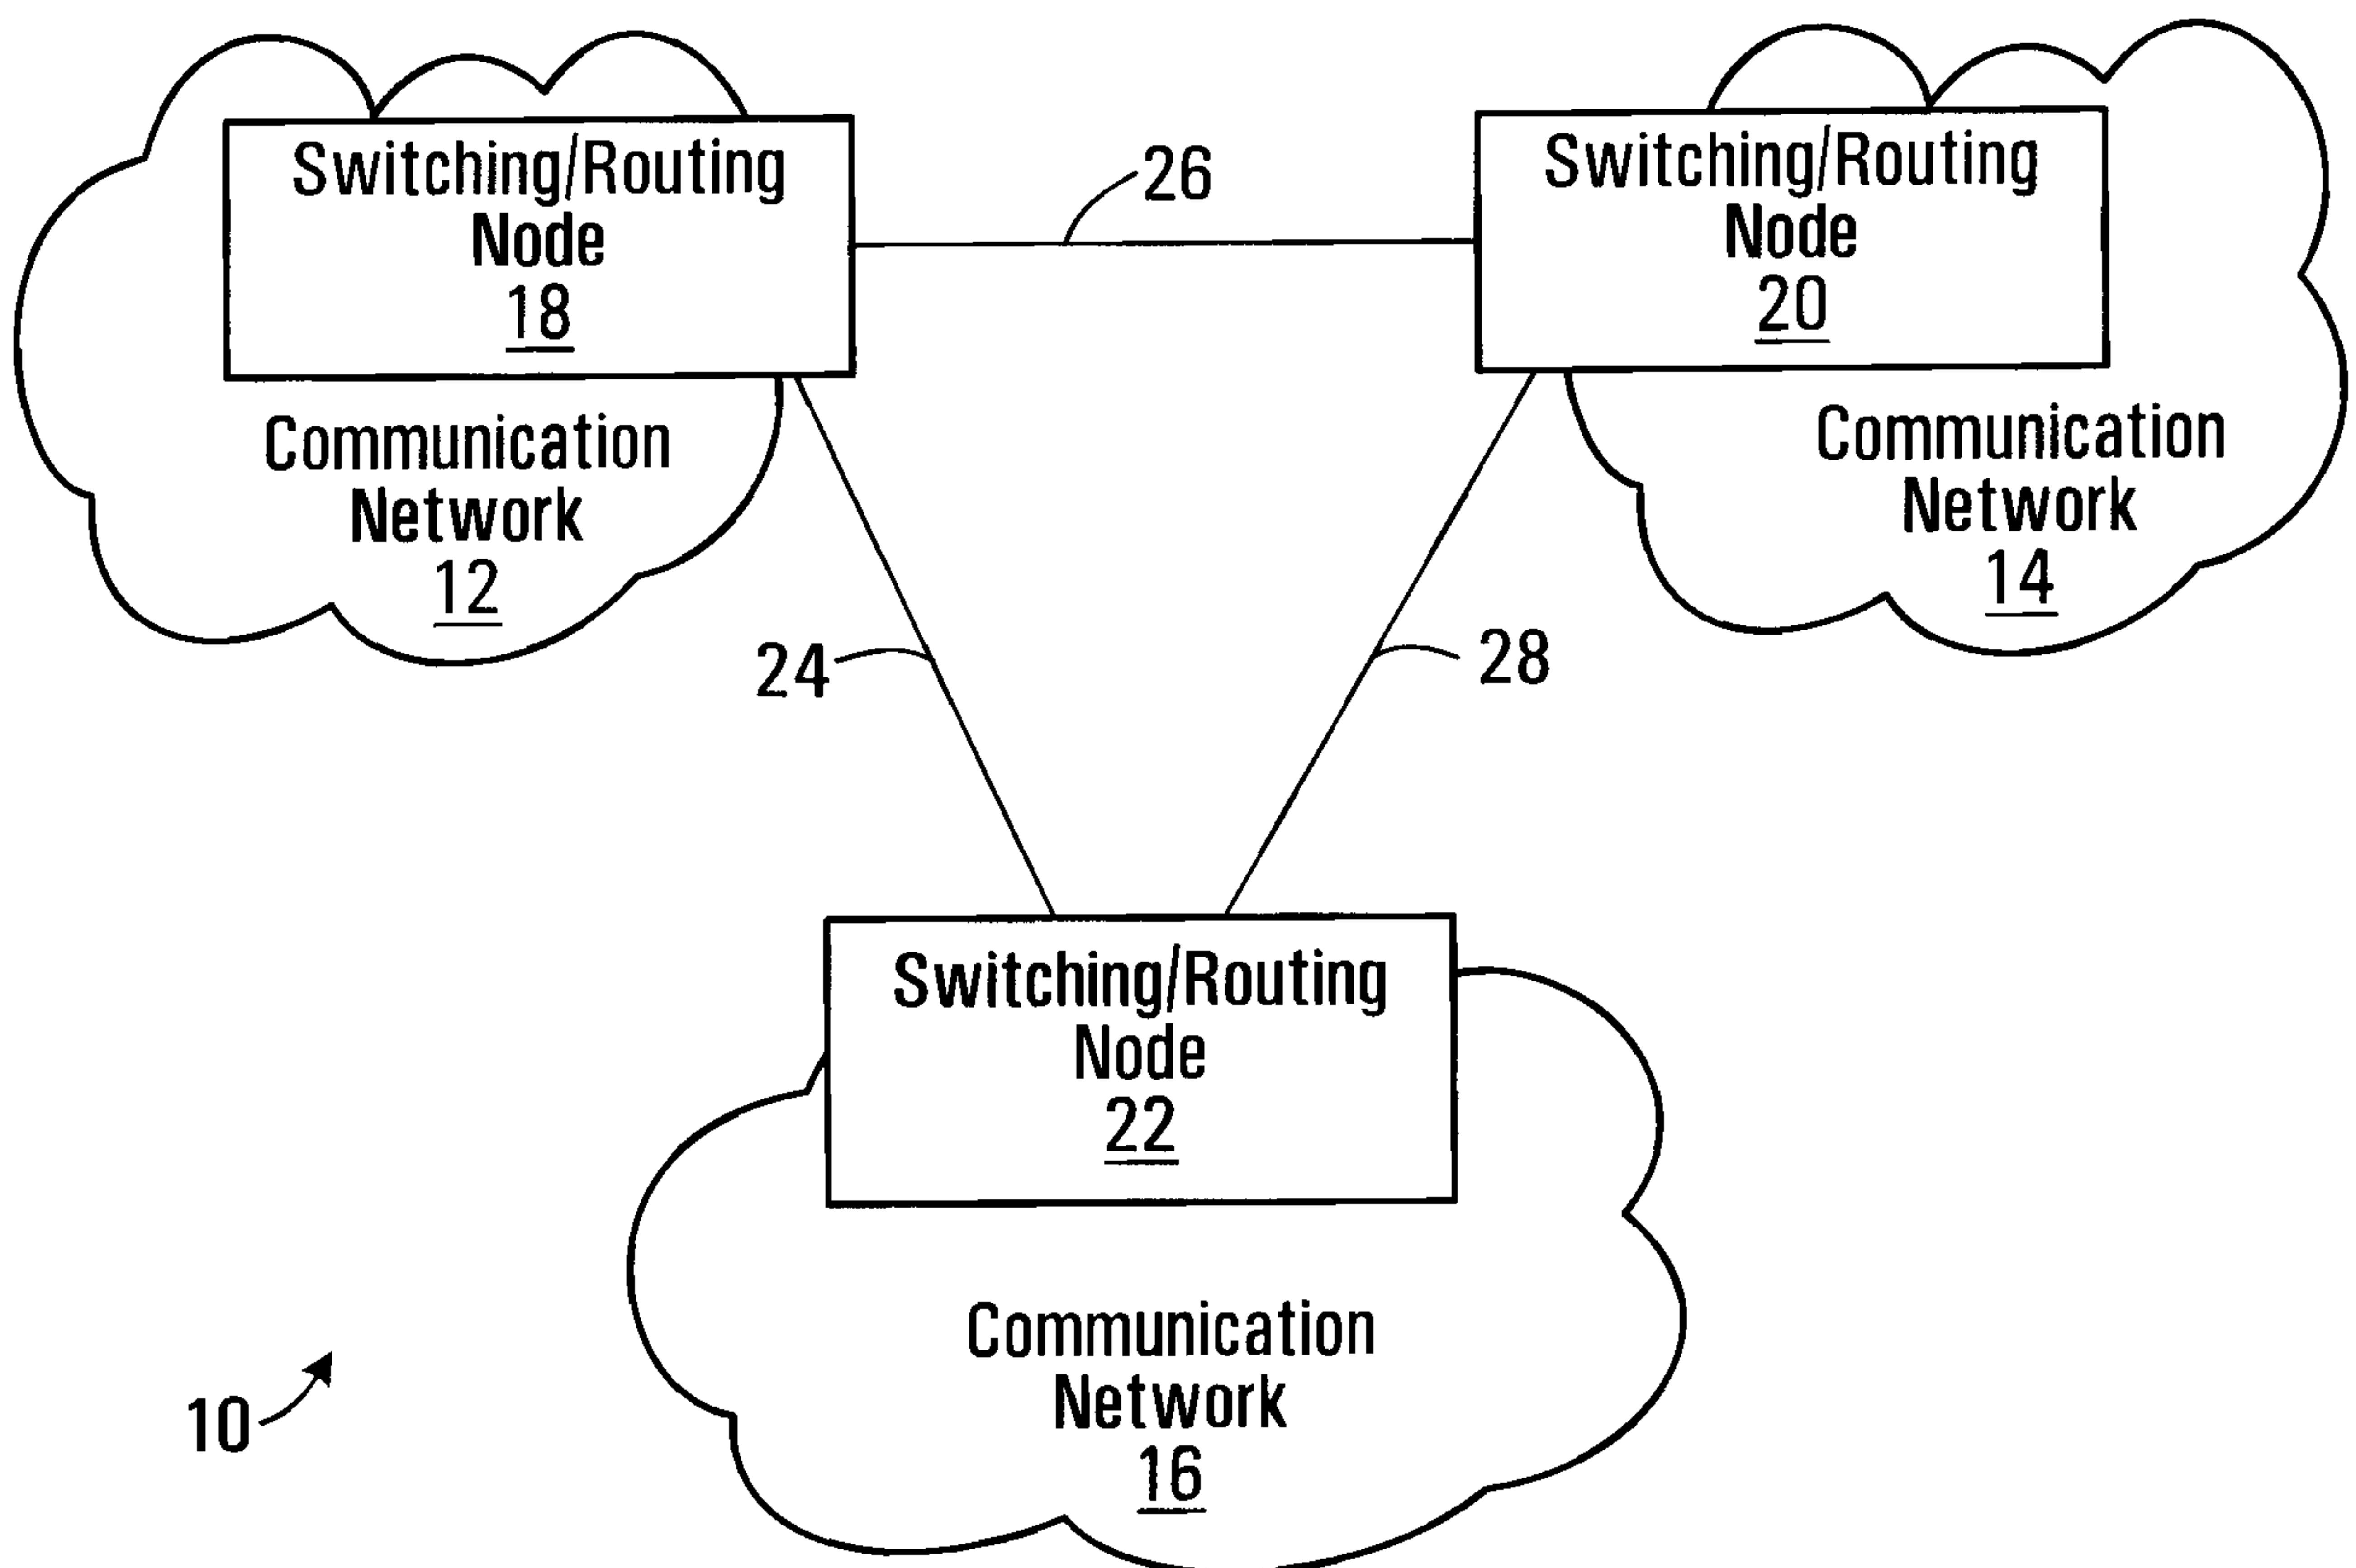 Switching/Routing
Node
18
Communication
Network
12
26
Switching/Routing
Node
20
Communication
Network
14
24
28
Switching/Routing
Node
22
Communication
Network
16
10